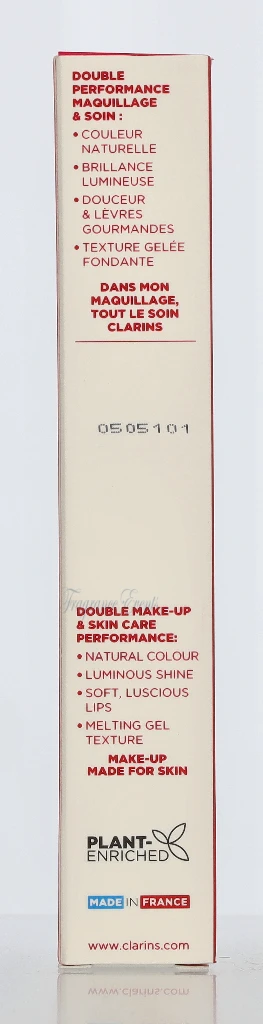 DOUBLE
PERFORMANCE
MAQUILLAGE
& SOIN :
• COULEUR
NATURELLE
• BRILLANCE
LUMINEUSE
• DOUCEUR
& LÈVRES
GOURMANDES
• TEXTURE GELÉE
FONDANTE
DANS MON
MAQUILLAGE,
TOUT LE SOIN
CLARINS
0505101
DOUBLE MAKE-UP
& SKIN CARE
PERFORMANCE:
• NATURAL COLOUR
• LUMINOUS SHINE
• SOFT, LUSCIOUS
LIPS
• MELTING GEL
TEXTURE
MAKE-UP
MADE FOR SKIN
PLANT-
ENRICHED
MADE IN FRANCE
www.clarins.com